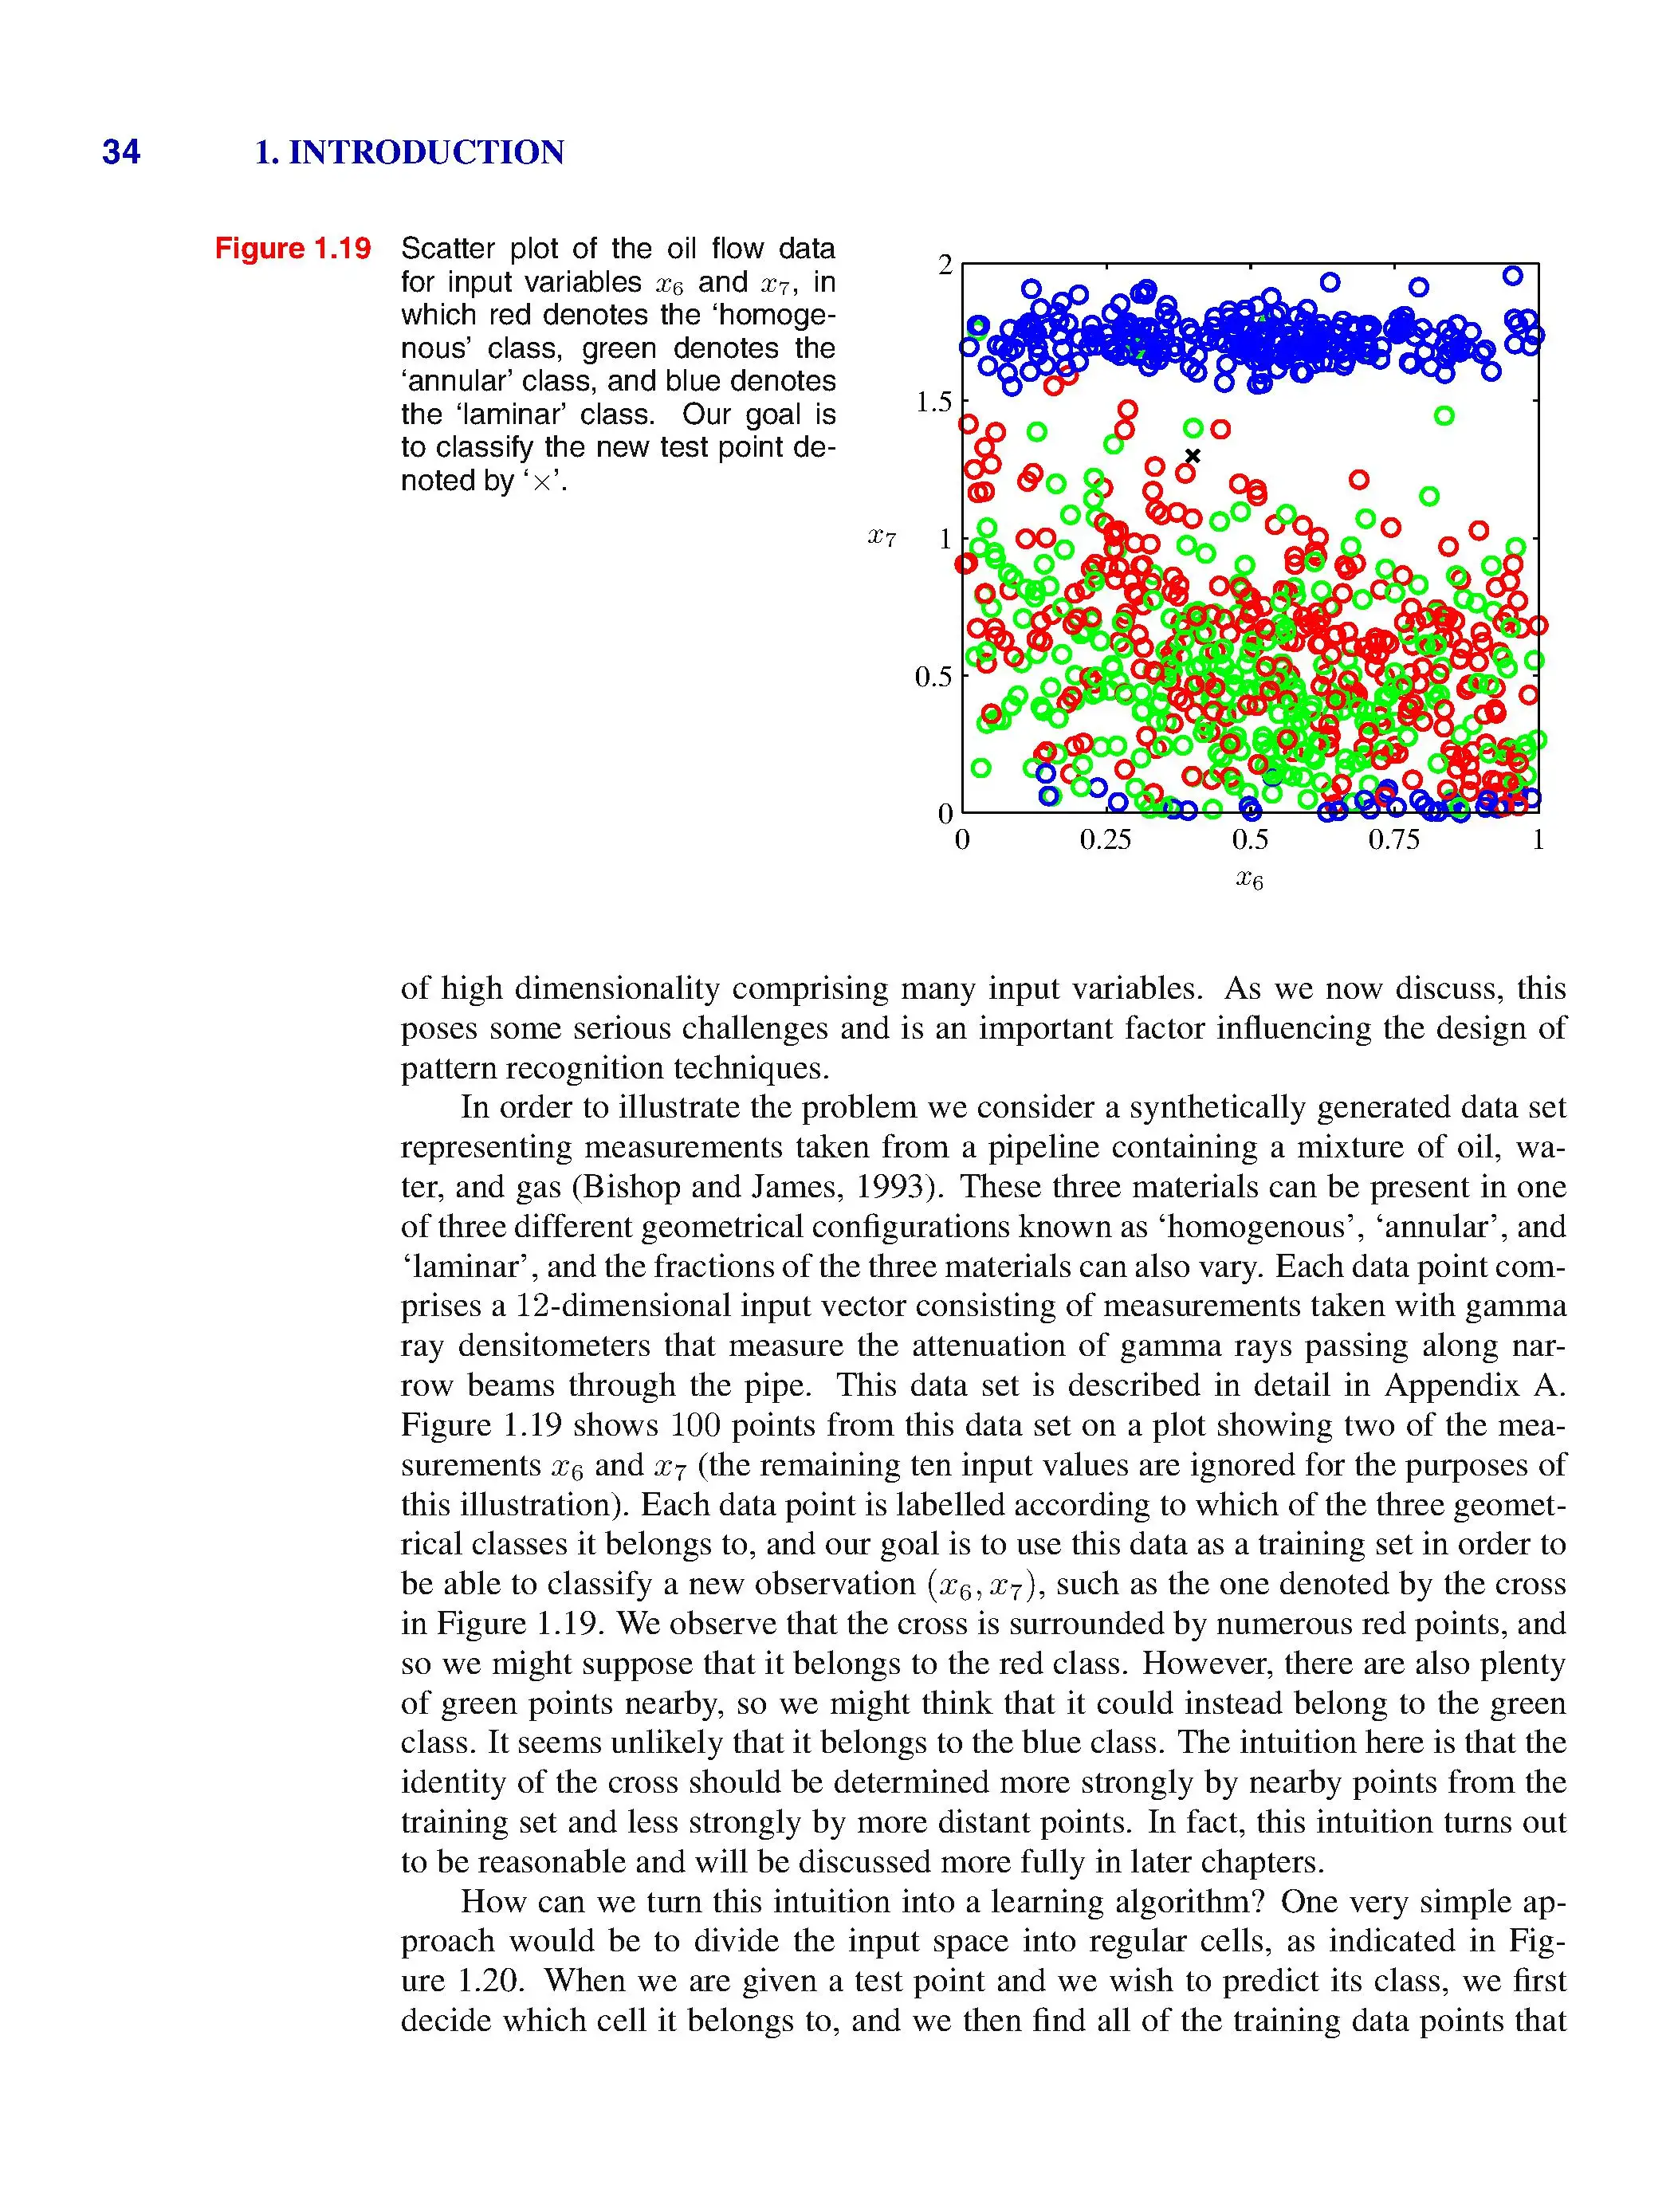 34 1. INTRODUCTION
Figure 1.19 Scatter plot of the oil flow data
for input variables x₆ and x₇, in
which red denotes the ‘homoge-
nous’ class, green denotes the
‘annular’ class, and blue denotes
the ‘laminar’ class. Our goal is
to classify the new test point de-
noted by ‘×’.
2
1.5
x₇ 1
0.5
0
0 0.25 0.5 0.75 1
x₆
of high dimensionality comprising many input variables. As we now discuss, this
poses some serious challenges and is an important factor influencing the design of
pattern recognition techniques.
In order to illustrate the problem we consider a synthetically generated data set
representing measurements taken from a pipeline containing a mixture of oil, wa-
ter, and gas (Bishop and James, 1993). These three materials can be present in one
of three different geometrical configurations known as ‘homogenous’, ‘annular’, and
‘laminar’, and the fractions of the three materials can also vary. Each data point com-
prises a 12-dimensional input vector consisting of measurements taken with gamma
ray densitometers that measure the attenuation of gamma rays passing along nar-
row beams through the pipe. This data set is described in detail in Appendix A.
Figure 1.19 shows 100 points from this data set on a plot showing two of the mea-
surements x₆ and x₇ (the remaining ten input values are ignored for the purposes of
this illustration). Each data point is labelled according to which of the three geomet-
rical classes it belongs to, and our goal is to use this data as a training set in order to
be able to classify a new observation (x₆, x₇), such as the one denoted by the cross
in Figure 1.19. We observe that the cross is surrounded by numerous red points, and
so we might suppose that it belongs to the red class. However, there are also plenty
of green points nearby, so we might think that it could instead belong to the green
class. It seems unlikely that it belongs to the blue class. The intuition here is that the
identity of the cross should be determined more strongly by nearby points from the
training set and less strongly by more distant points. In fact, this intuition turns out
to be reasonable and will be discussed more fully in later chapters.
How can we turn this intuition into a learning algorithm? One very simple ap-
proach would be to divide the input space into regular cells, as indicated in Fig-
ure 1.20. When we are given a test point and we wish to predict its class, we first
decide which cell it belongs to, and we then find all of the training data points that